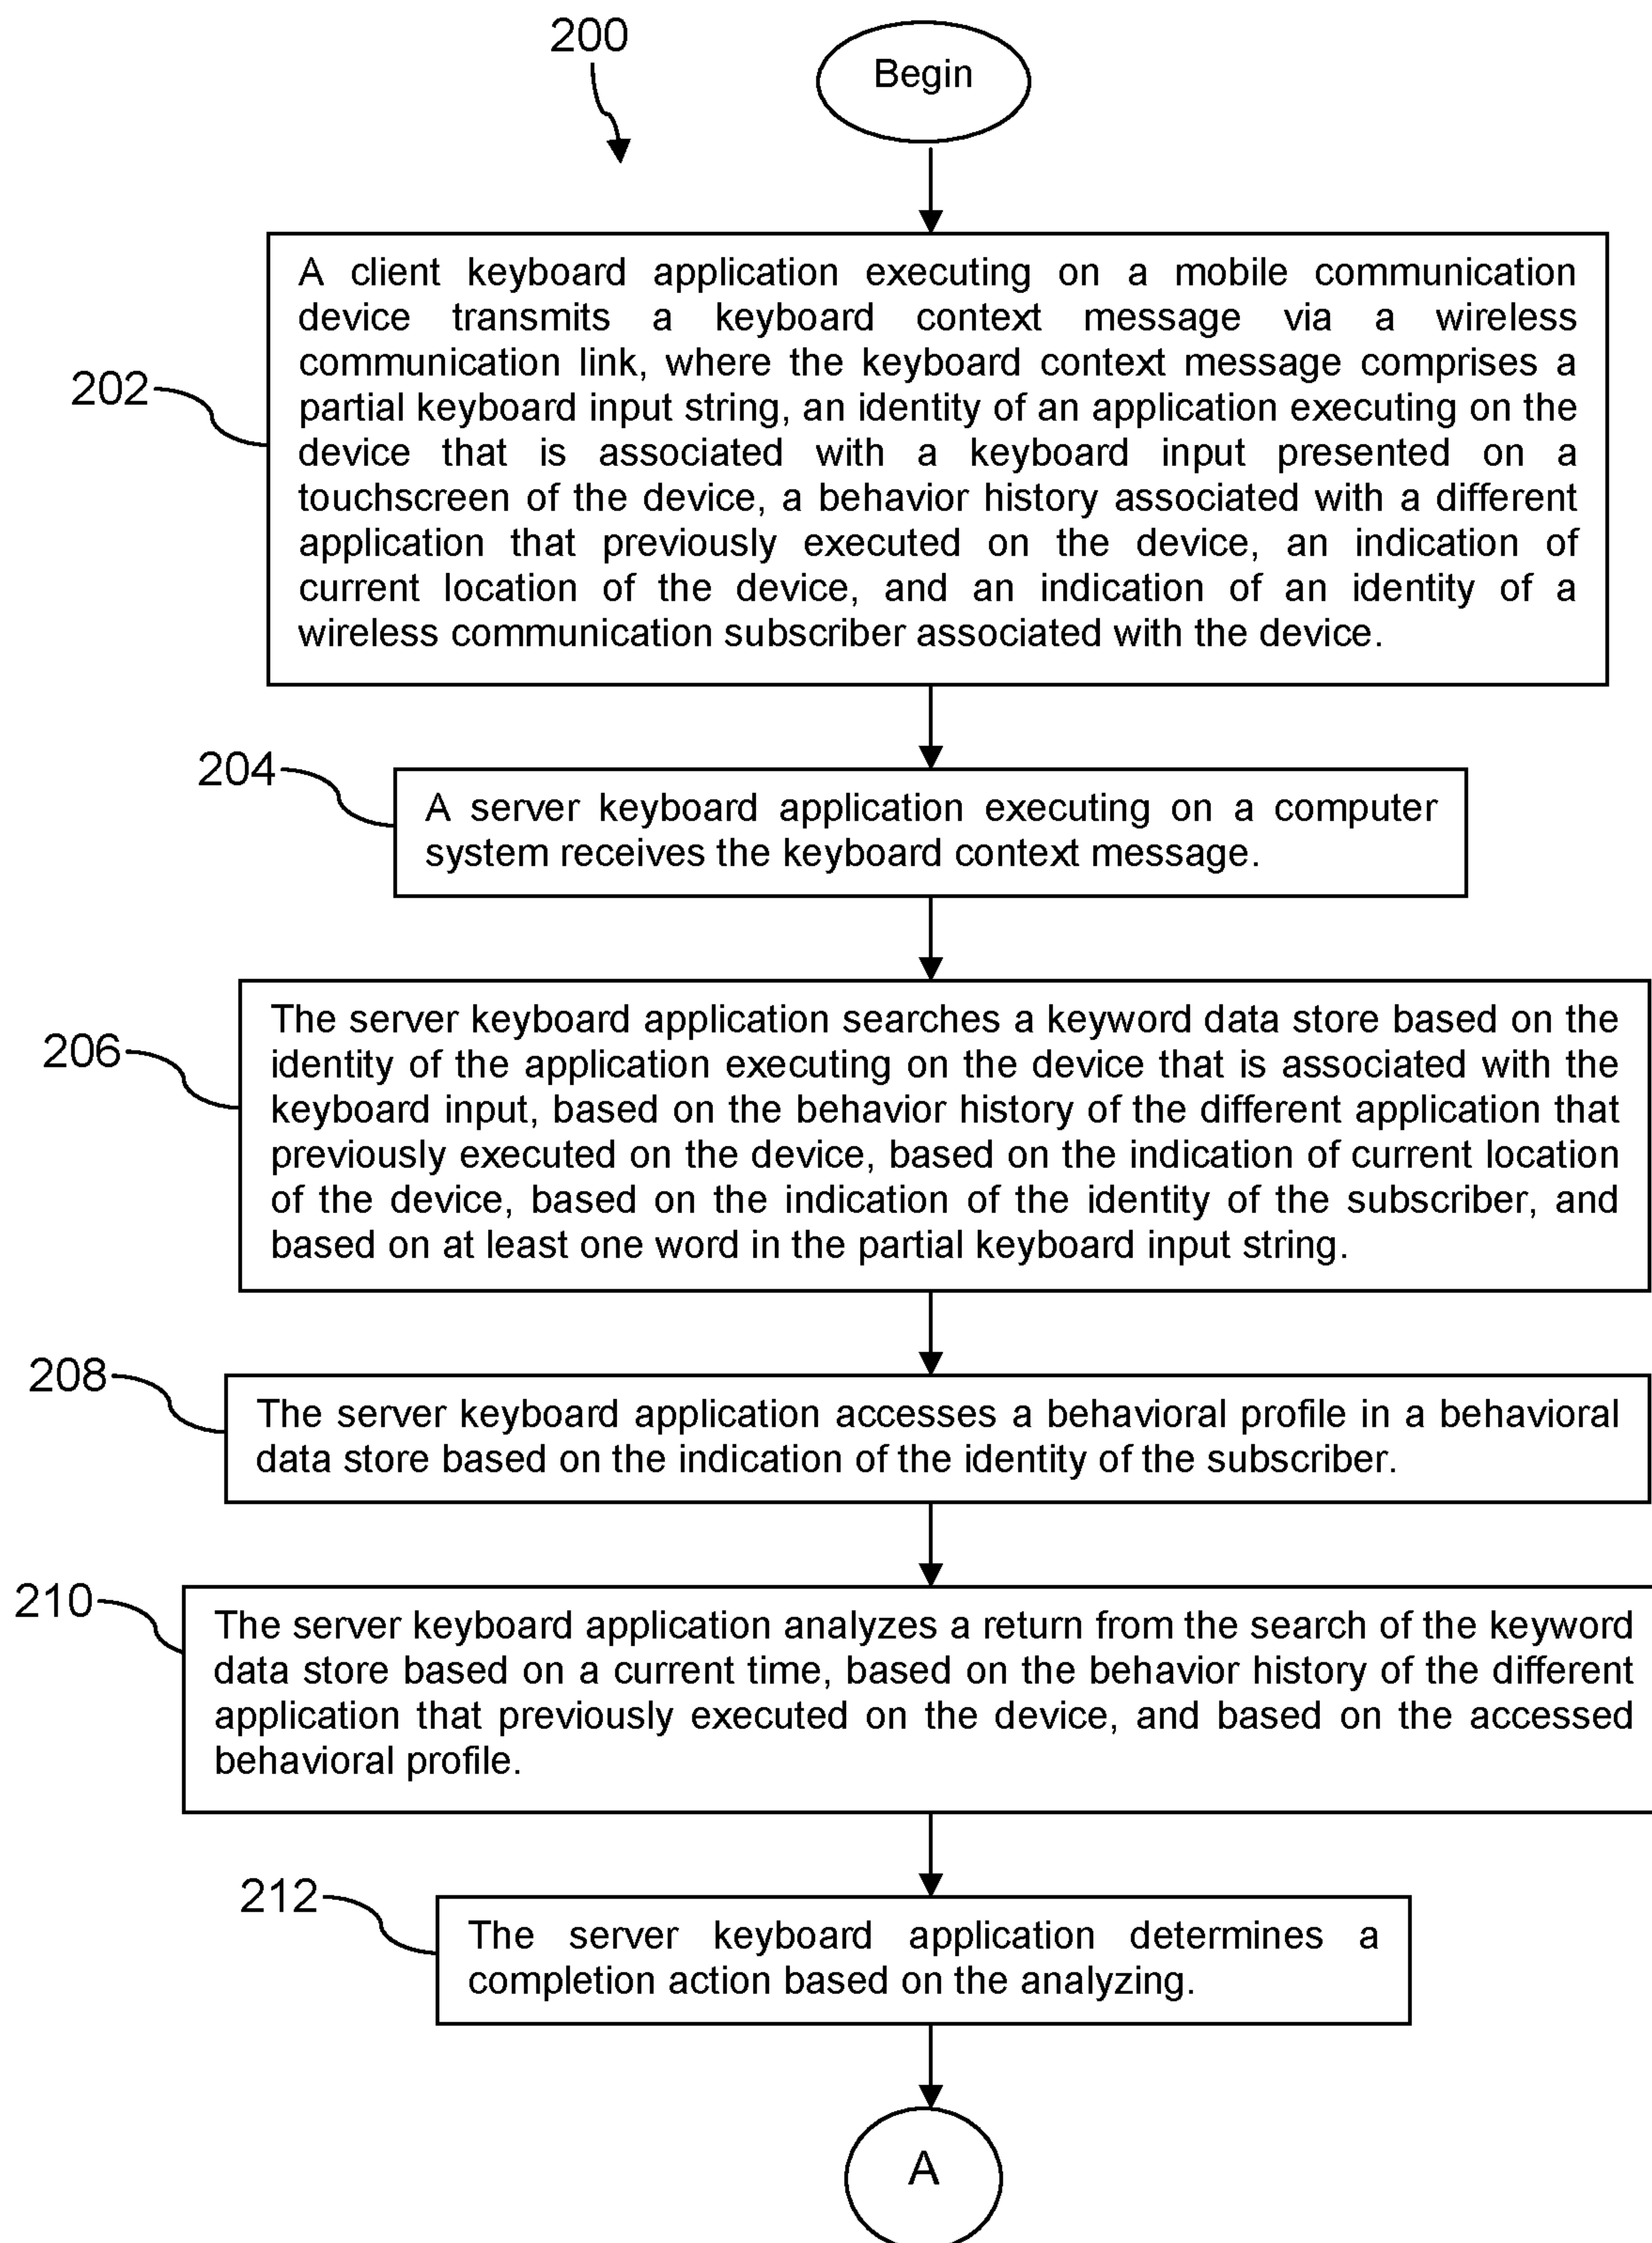 200
Begin
202
A client keyboard application executing on a mobile communication
device transmits a keyboard context message via a wireless
communication link, where the keyboard context message comprises a
partial keyboard input string, an identity of an application executing on the
device that is associated with a keyboard input presented on a
touchscreen of the device, a behavior history associated with a different
application that previously executed on the device, an indication of
current location of the device, and an indication of an identity of a
wireless communication subscriber associated with the device.
204
A server keyboard application executing on a computer
system receives the keyboard context message.
206
The server keyboard application searches a keyword data store based on the
identity of the application executing on the device that is associated with the
keyboard input, based on the behavior history of the different application that
previously executed on the device, based on the indication of current location
of the device, based on the indication of the identity of the subscriber, and
based on at least one word in the partial keyboard input string.
208
The server keyboard application accesses a behavioral profile in a behavioral
data store based on the indication of the identity of the subscriber.
210
The server keyboard application analyzes a return from the search of the keyword
data store based on a current time, based on the behavior history of the different
application that previously executed on the device, and based on the accessed
behavioral profile.
212
The server keyboard application determines a
completion action based on the analyzing.
A